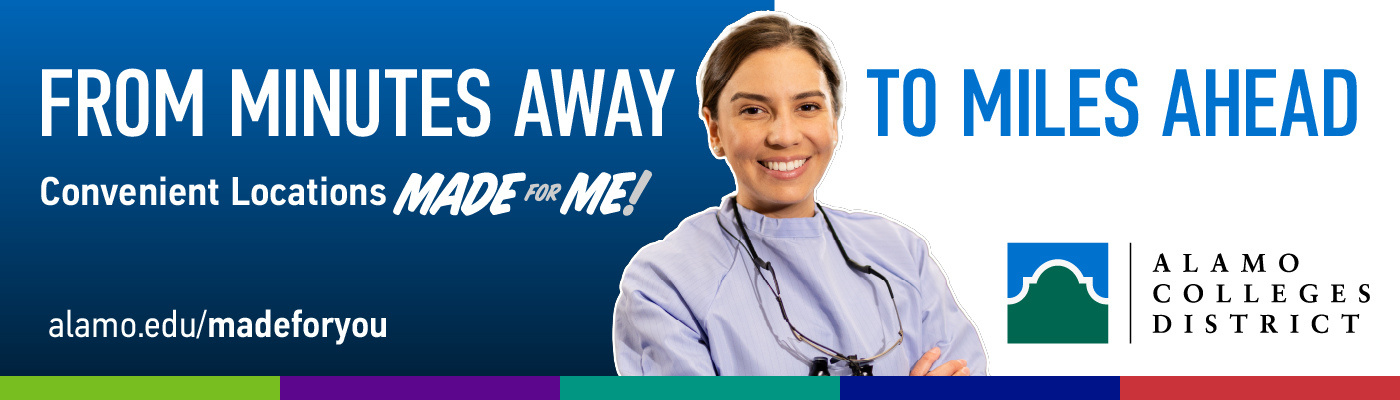 FROM MINUTES AWAY TO MILES AHEAD
Convenient Locations MADE FOR ME!
alamo.edu/madeforyou
ALAMO
COLLEGES
DISTRICT